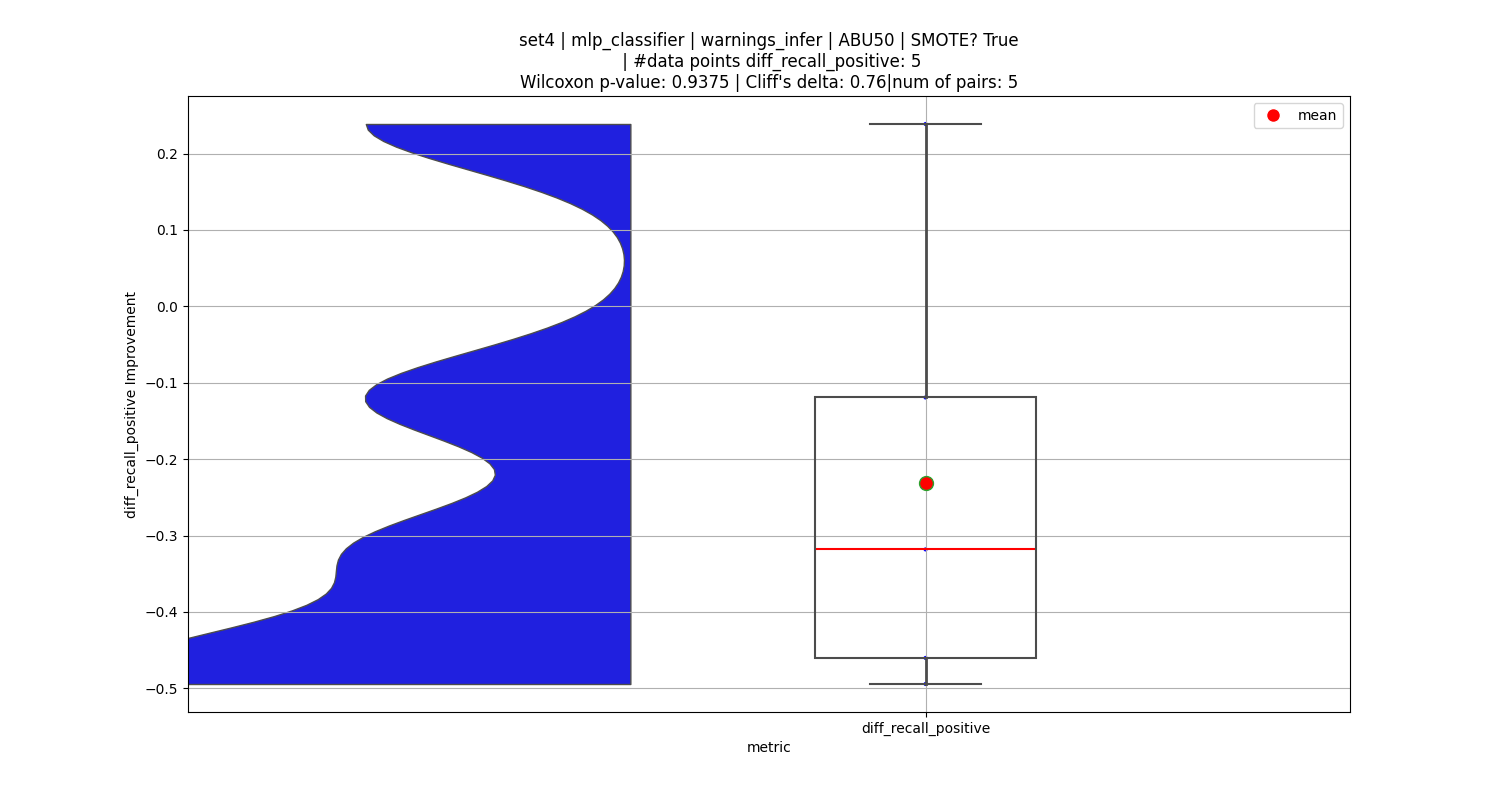 set4 | mlp_classifier | warnings_infer | ABU50 | SMOTE? True
| #data points diff_recall_positive: 5
Wilcoxon p-value: 0.9375 | Cliff's delta: 0.76|num of pairs: 5
mean
0.2
0.1
0.0
−0.1
−0.2
−0.3
−0.4
−0.5
diff_recall_positive Improvement
diff_recall_positive
metric